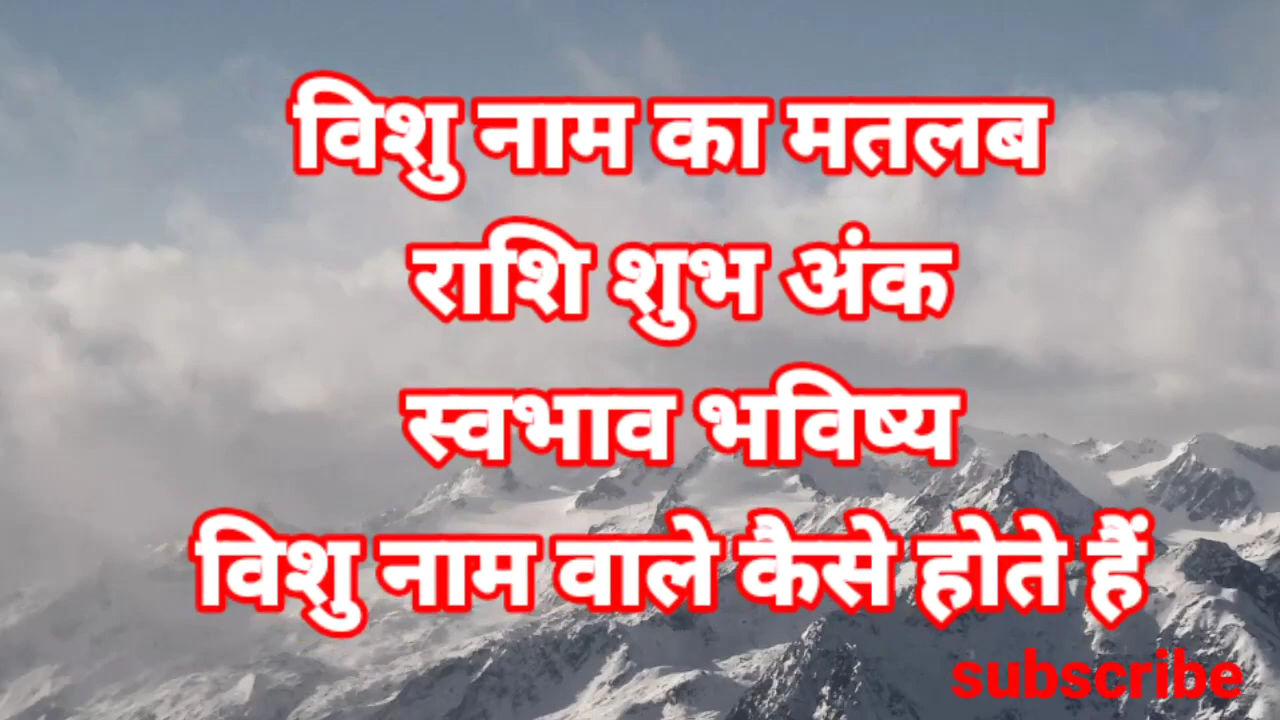 विशु नाम का मतलब
राशि शुभ अंक
स्वभाव भविष्य
विशु नाम वाले कैसे होते हैं
subscribe